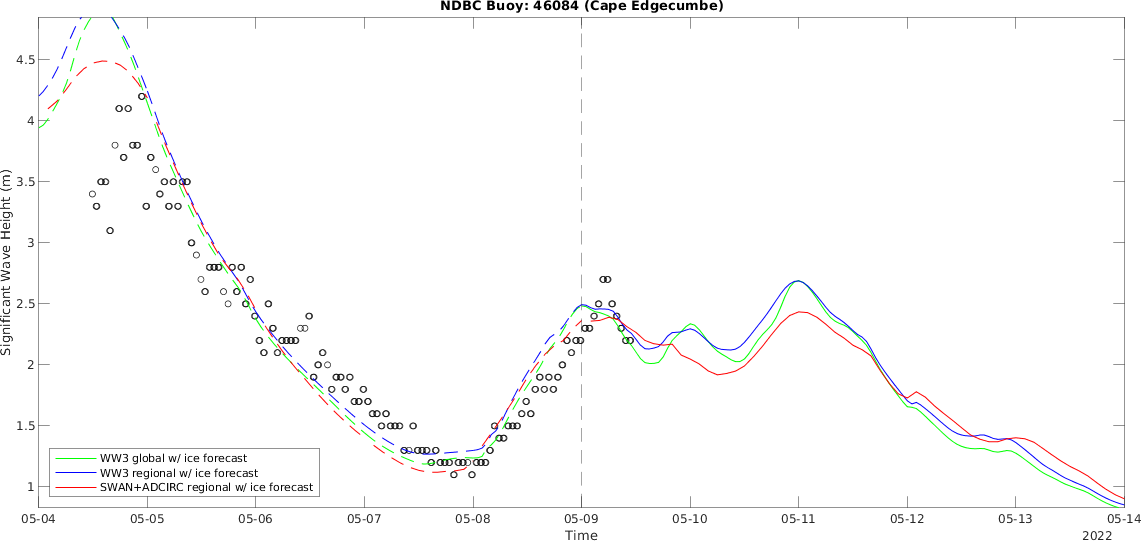 NDBC Buoy: 46084 (Cape Edgecumbe)
Significant Wave Height (m)
4.5
4
3.5
3
2.5
2
1.5
1
WW3 global w/ ice forecast
WW3 regional w/ ice forecast
SWAN+ADCIRC regional w/ ice forecast
05-04 05-05 05-06 05-07 05-08 05-09 05-10 05-11 05-12 05-13 05-14
Time
2022